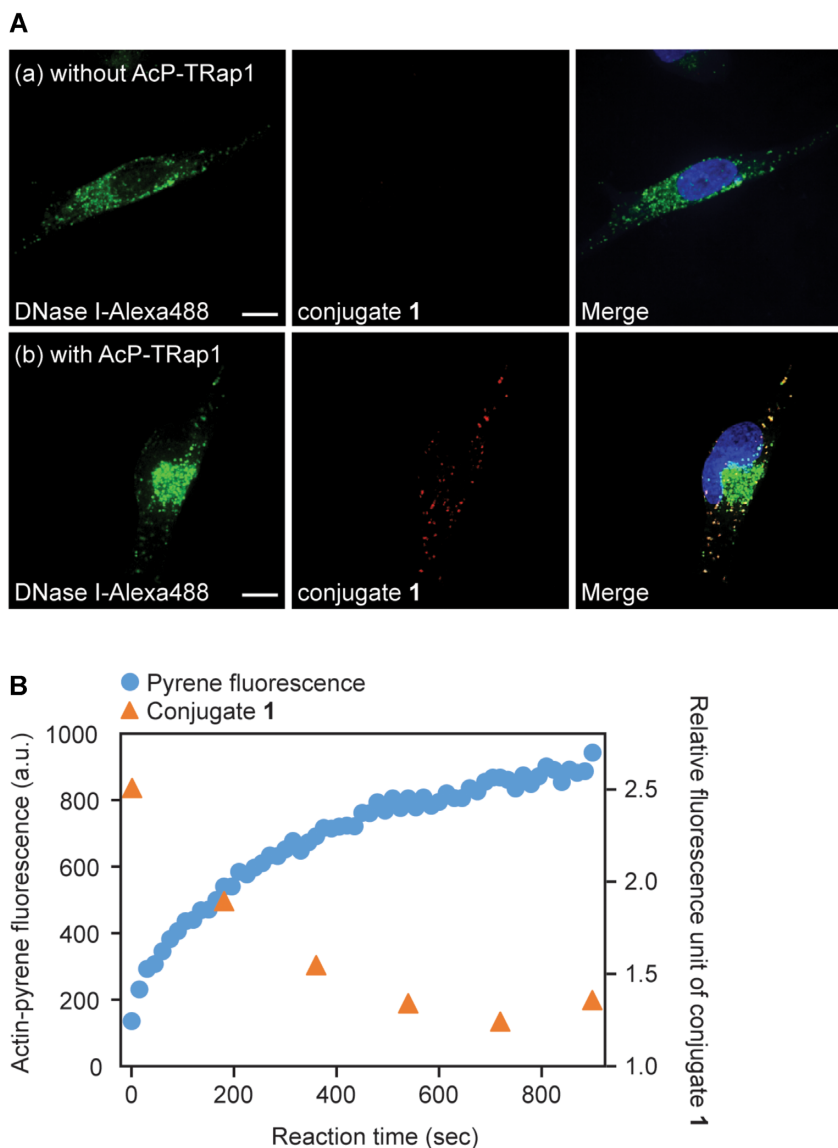 A
(a) without AcP-TRap1
DNase I-Alexa488
conjugate 1
Merge
(b) with AcP-TRap1
DNase I-Alexa488
conjugate 1
Merge
B
Pyrene fluorescence
Conjugate 1
Actin-pyrene fluorescence (a.u.)
1000
800
600
400
200
0
2.5
2.0
1.5
1.0
Relative fluorescence unit of conjugate 1
0 200 400 600 800
Reaction time (sec)